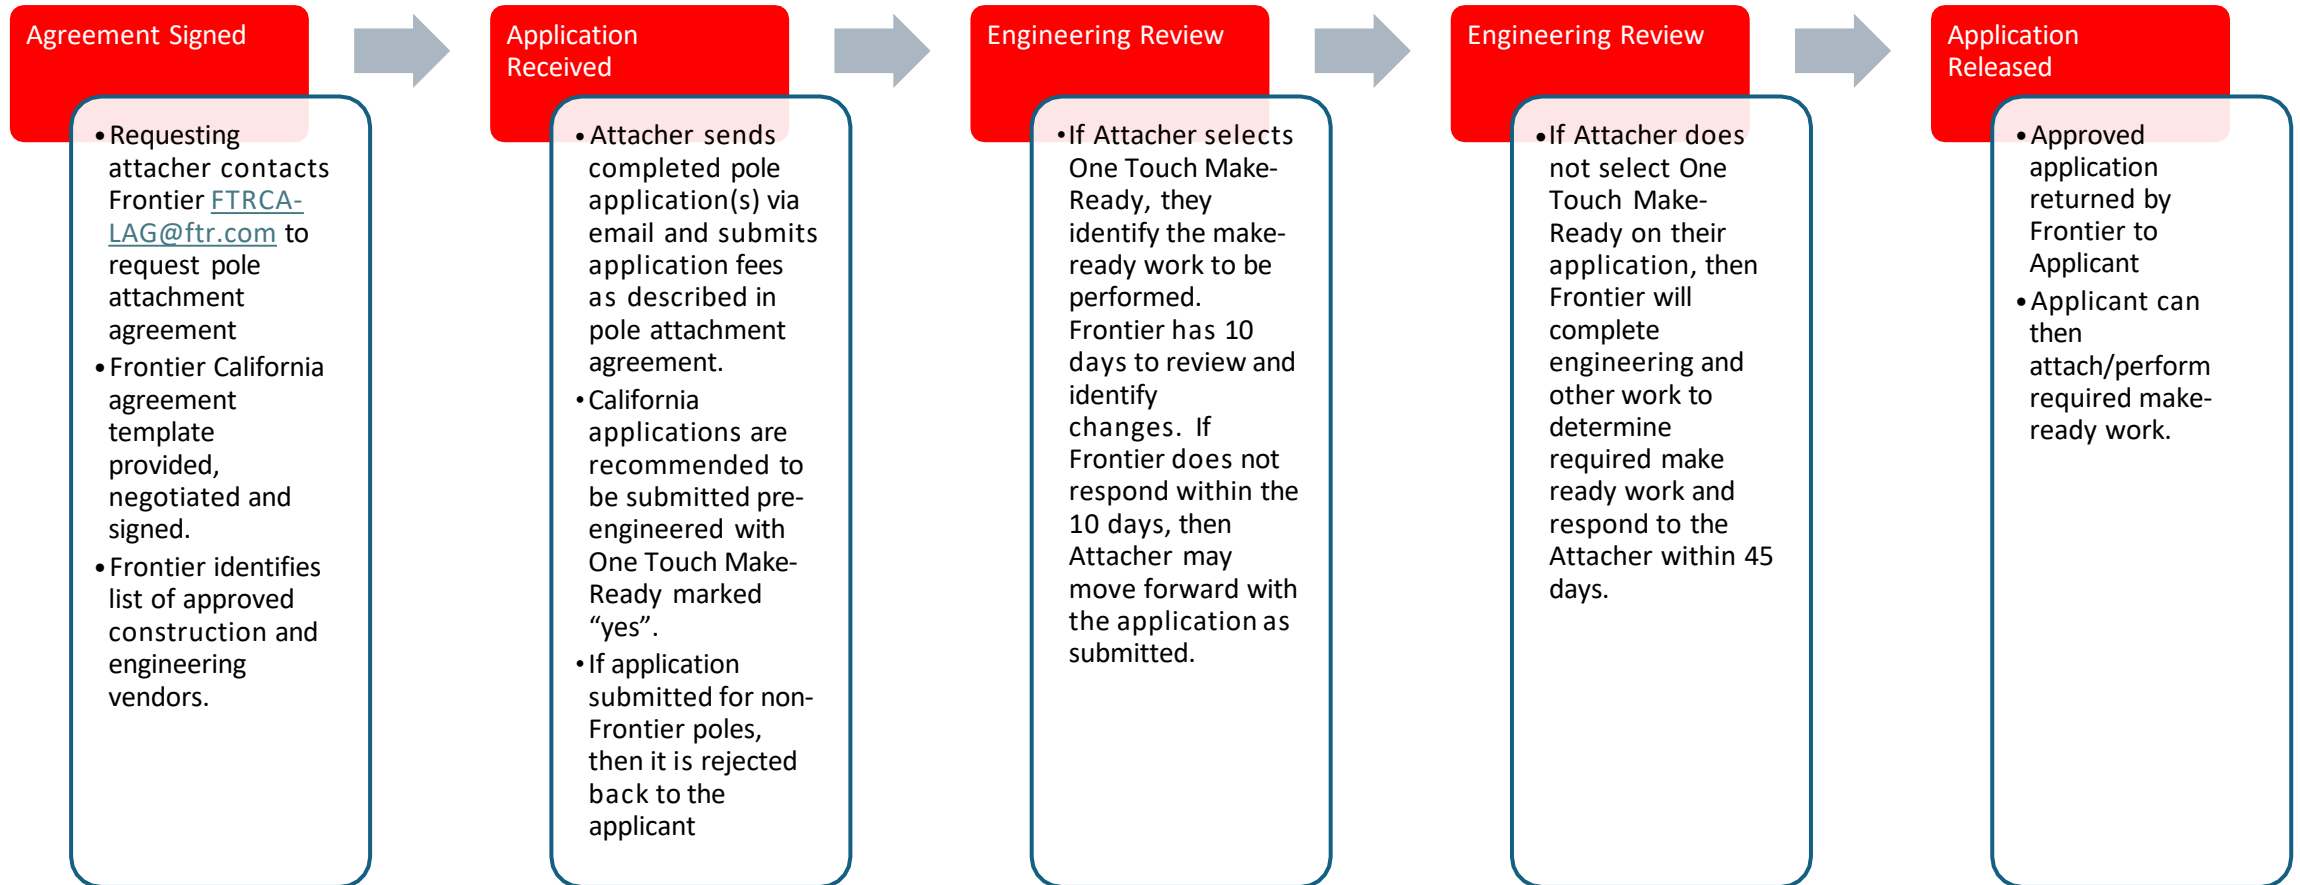 Agreement Signed
• Requesting
attacher contacts
Frontier FTRCA-
LAG@ftr.com to
request pole
attachment
agreement
• Frontier California
agreement
template
provided,
negotiated and
signed.
• Frontier identifies
list of approved
construction and
engineering
vendors.
Application
Received
• Attacher sends
completed pole
application(s) via
email and submits
application fees
as described in
pole attachment
agreement.
• California
applications are
recommended to
be submitted pre-
engineered with
One Touch Make-
Ready marked
“yes”.
• If application
submitted for non-
Frontier poles,
then it is rejected
back to the
applicant
Engineering Review
• If Attacher selects
One Touch Make-
Ready, they
identify the make-
ready work to be
performed.
Frontier has 10
days to review and
identify
changes. If
Frontier does not
respond within the
10 days, then
Attacher may
move forward with
the application as
submitted.
Engineering Review
• If Attacher does
not select One
Touch Make-
Ready on their
application, then
Frontier will
complete
engineering and
other work to
determine
required make
ready work and
respond to the
Attacher within 45
days.
Application
Released
• Approved
application
returned by
Frontier to
Applicant
• Applicant can
then
attach/perform
required make-
ready work.